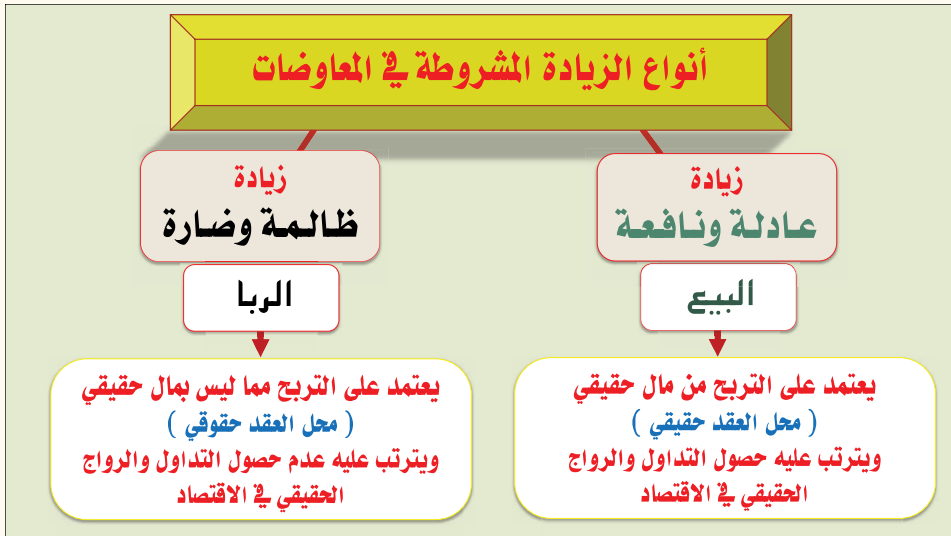 أنواع الزيادة المشروطة في المعاوضات
زيادة
عادلة ونافعة
البيع
يعتمد على التربح من مال حقيقي
( محل العقد حقيقي )
ويترتب عليه حصول التداول والرواج
الحقيقي في الاقتصاد
زيادة
ظالمة وضارة
الربا
يعتمد على التربح مما ليس بمال حقيقي
( محل العقد حقوقي )
ويترتب عليه عدم حصول التداول والرواج
الحقيقي في الاقتصاد